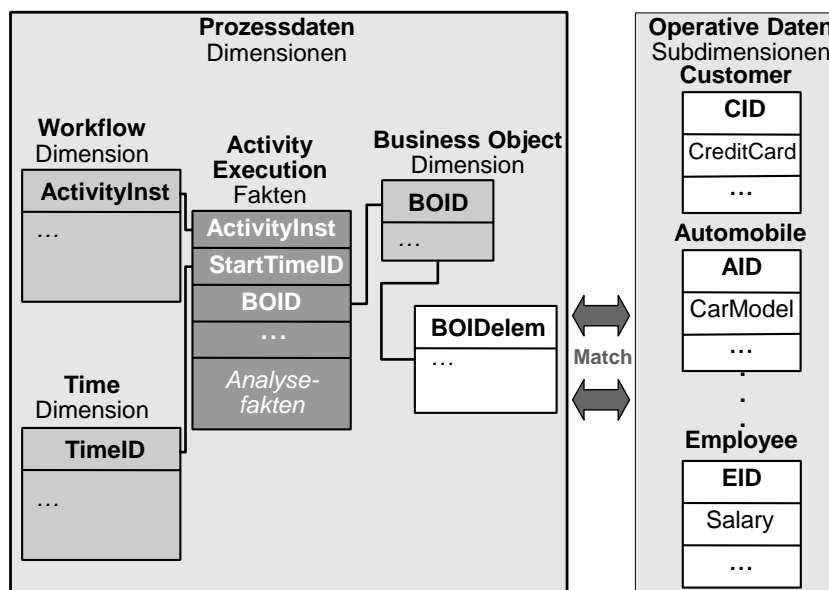 Prozessdaten
Dimensionen
Workflow
Dimension
ActivityInst
...
Activity
Execution
Fakten
ActivityInst
StartTimeID
BOID
...
Analyse-
fakten
Business Object
Dimension
BOID
...
BOIDelem
...
Time
Dimension
TimeID
...
Match
Operative Daten
Subdimensionen
Customer
CID
CreditCard
...
Automobile
AID
CarModel
...
.
.
.
Employee
EID
Salary
...